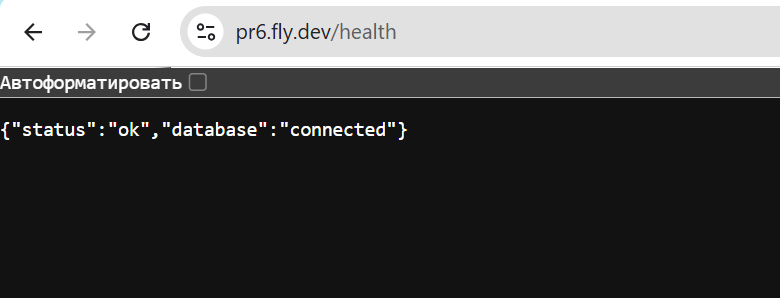 pr6.fly.dev/health
Автоформатировать
{"status":"ok","database":"connected"}